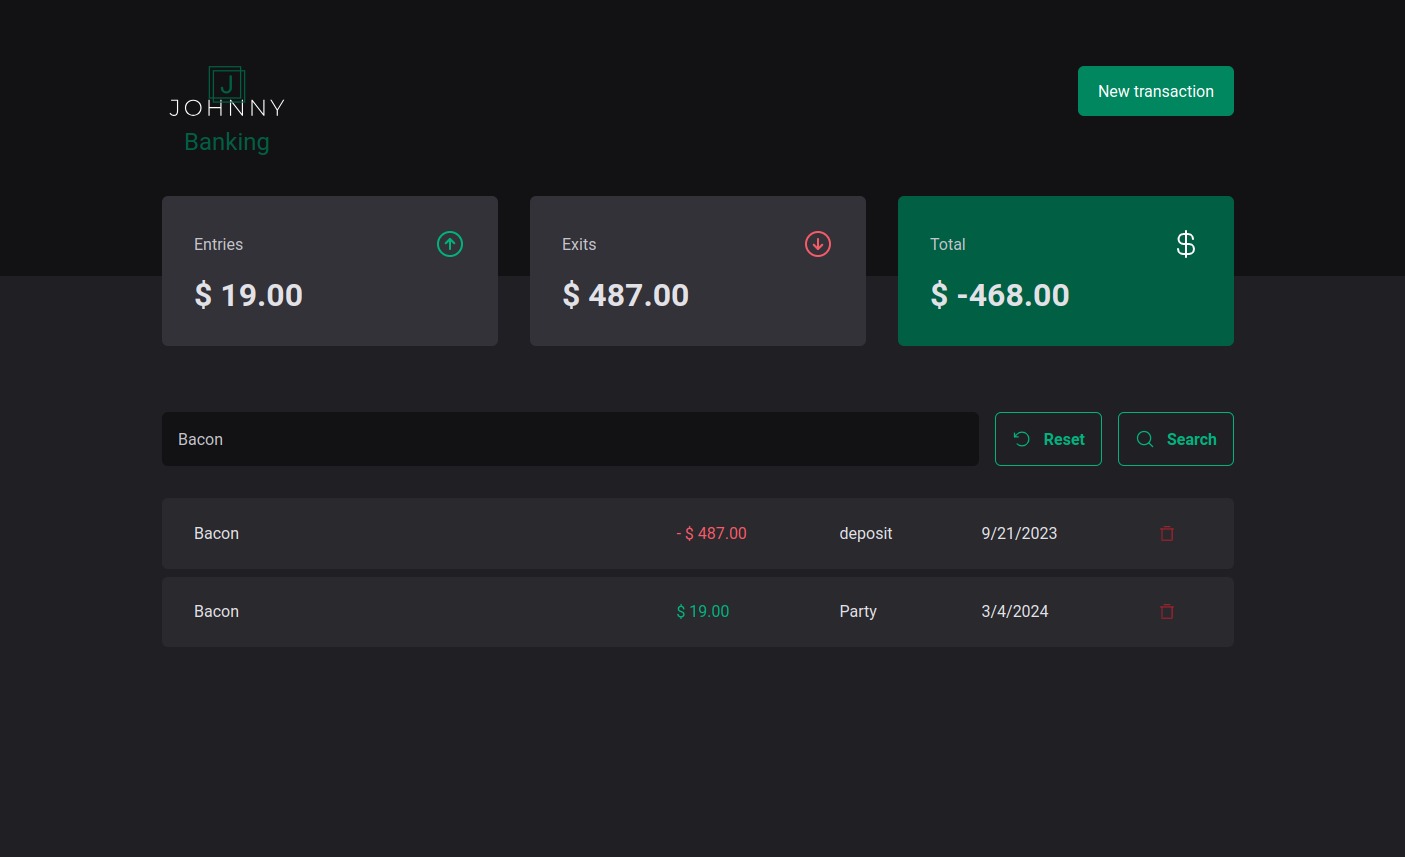 J
JOHNNY
Banking
New transaction
Entries
$ 19.00
Exits
$ 487.00
Total
$
$ -468.00
Bacon
Reset
Search
Bacon - $ 487.00 deposit 9/21/2023
Bacon $ 19.00 Party 3/4/2024